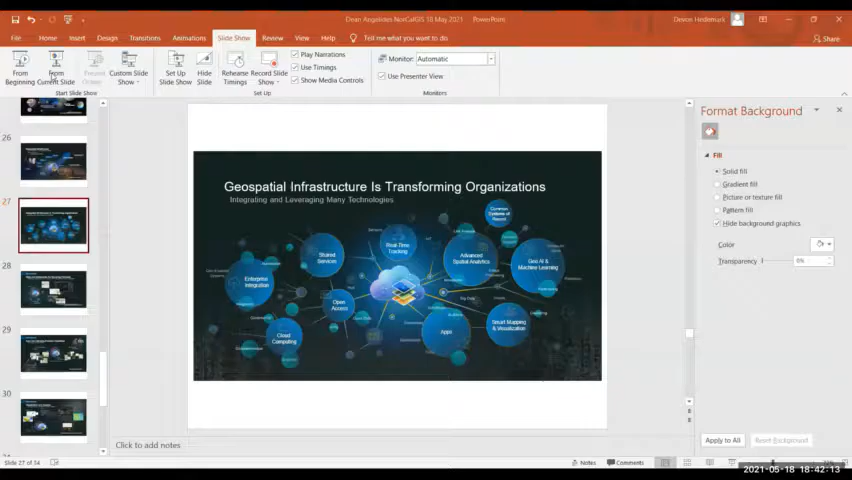 Dean Angelides NorCalGIS 18 May 2021 - PowerPoint
Devon Hedemark
File Home Insert Design Transitions Animations Slide Show Review View Help Tell me what you want to do
Share
From Beginning
From Current Slide
Present Online
Custom Slide Show
Set Up Slide Show
Hide Slide
Rehearse Timings
Record Slide Show
Play Narrations
Use Timings
Show Media Controls
Monitor: Automatic
Use Presenter View
Start Slide Show
Set Up
Monitors
26
27
28
29
30
Geospatial Infrastructure Is Transforming Organizations
Integrating and Leveraging Many Technologies
Common Systems of Record
Real-Time Tracking
Shared Services
Advanced Spatial Analytics
Geo AI & Machine Learning
Enterprise Integration
Open Access
Cloud Computing
Apps
Smart Mapping & Visualization
Click to add notes
Format Background
Fill
Solid fill
Gradient fill
Picture or texture fill
Pattern fill
Hide background graphics
Color
Transparency
0%
Apply to All
Reset Background
Slide 27 of 34
Notes
Comments
2021-05-18 18:42:13